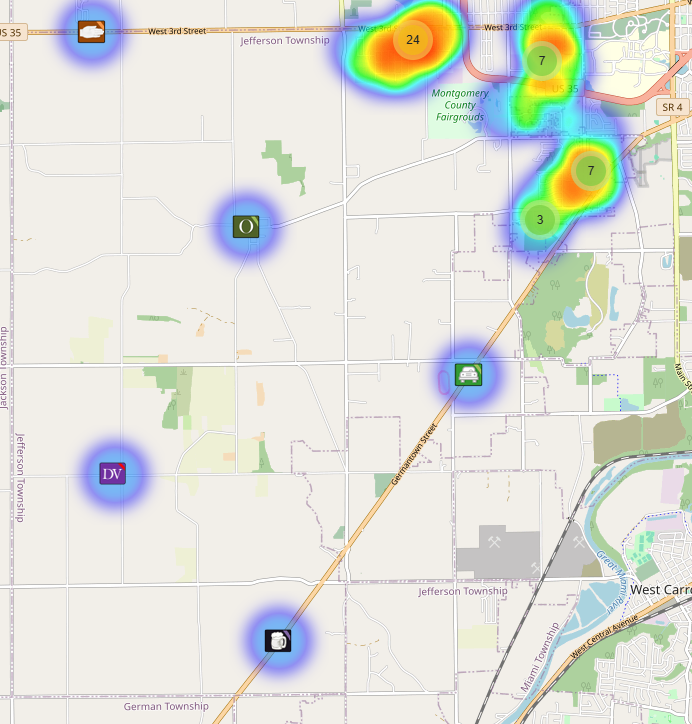 US 35
West 3rd Street
Jefferson Township
West 3rd
24
West 3rd Street
7
US 35
Montgomery
County
Fairgrouds
SR 4
7
3
O
Jackson Township
Jefferson Township
Main St
DV
Germantown Street
Great Miami River
West Carro
Jefferson Township
West Central Avenue
Miami Township
German Township